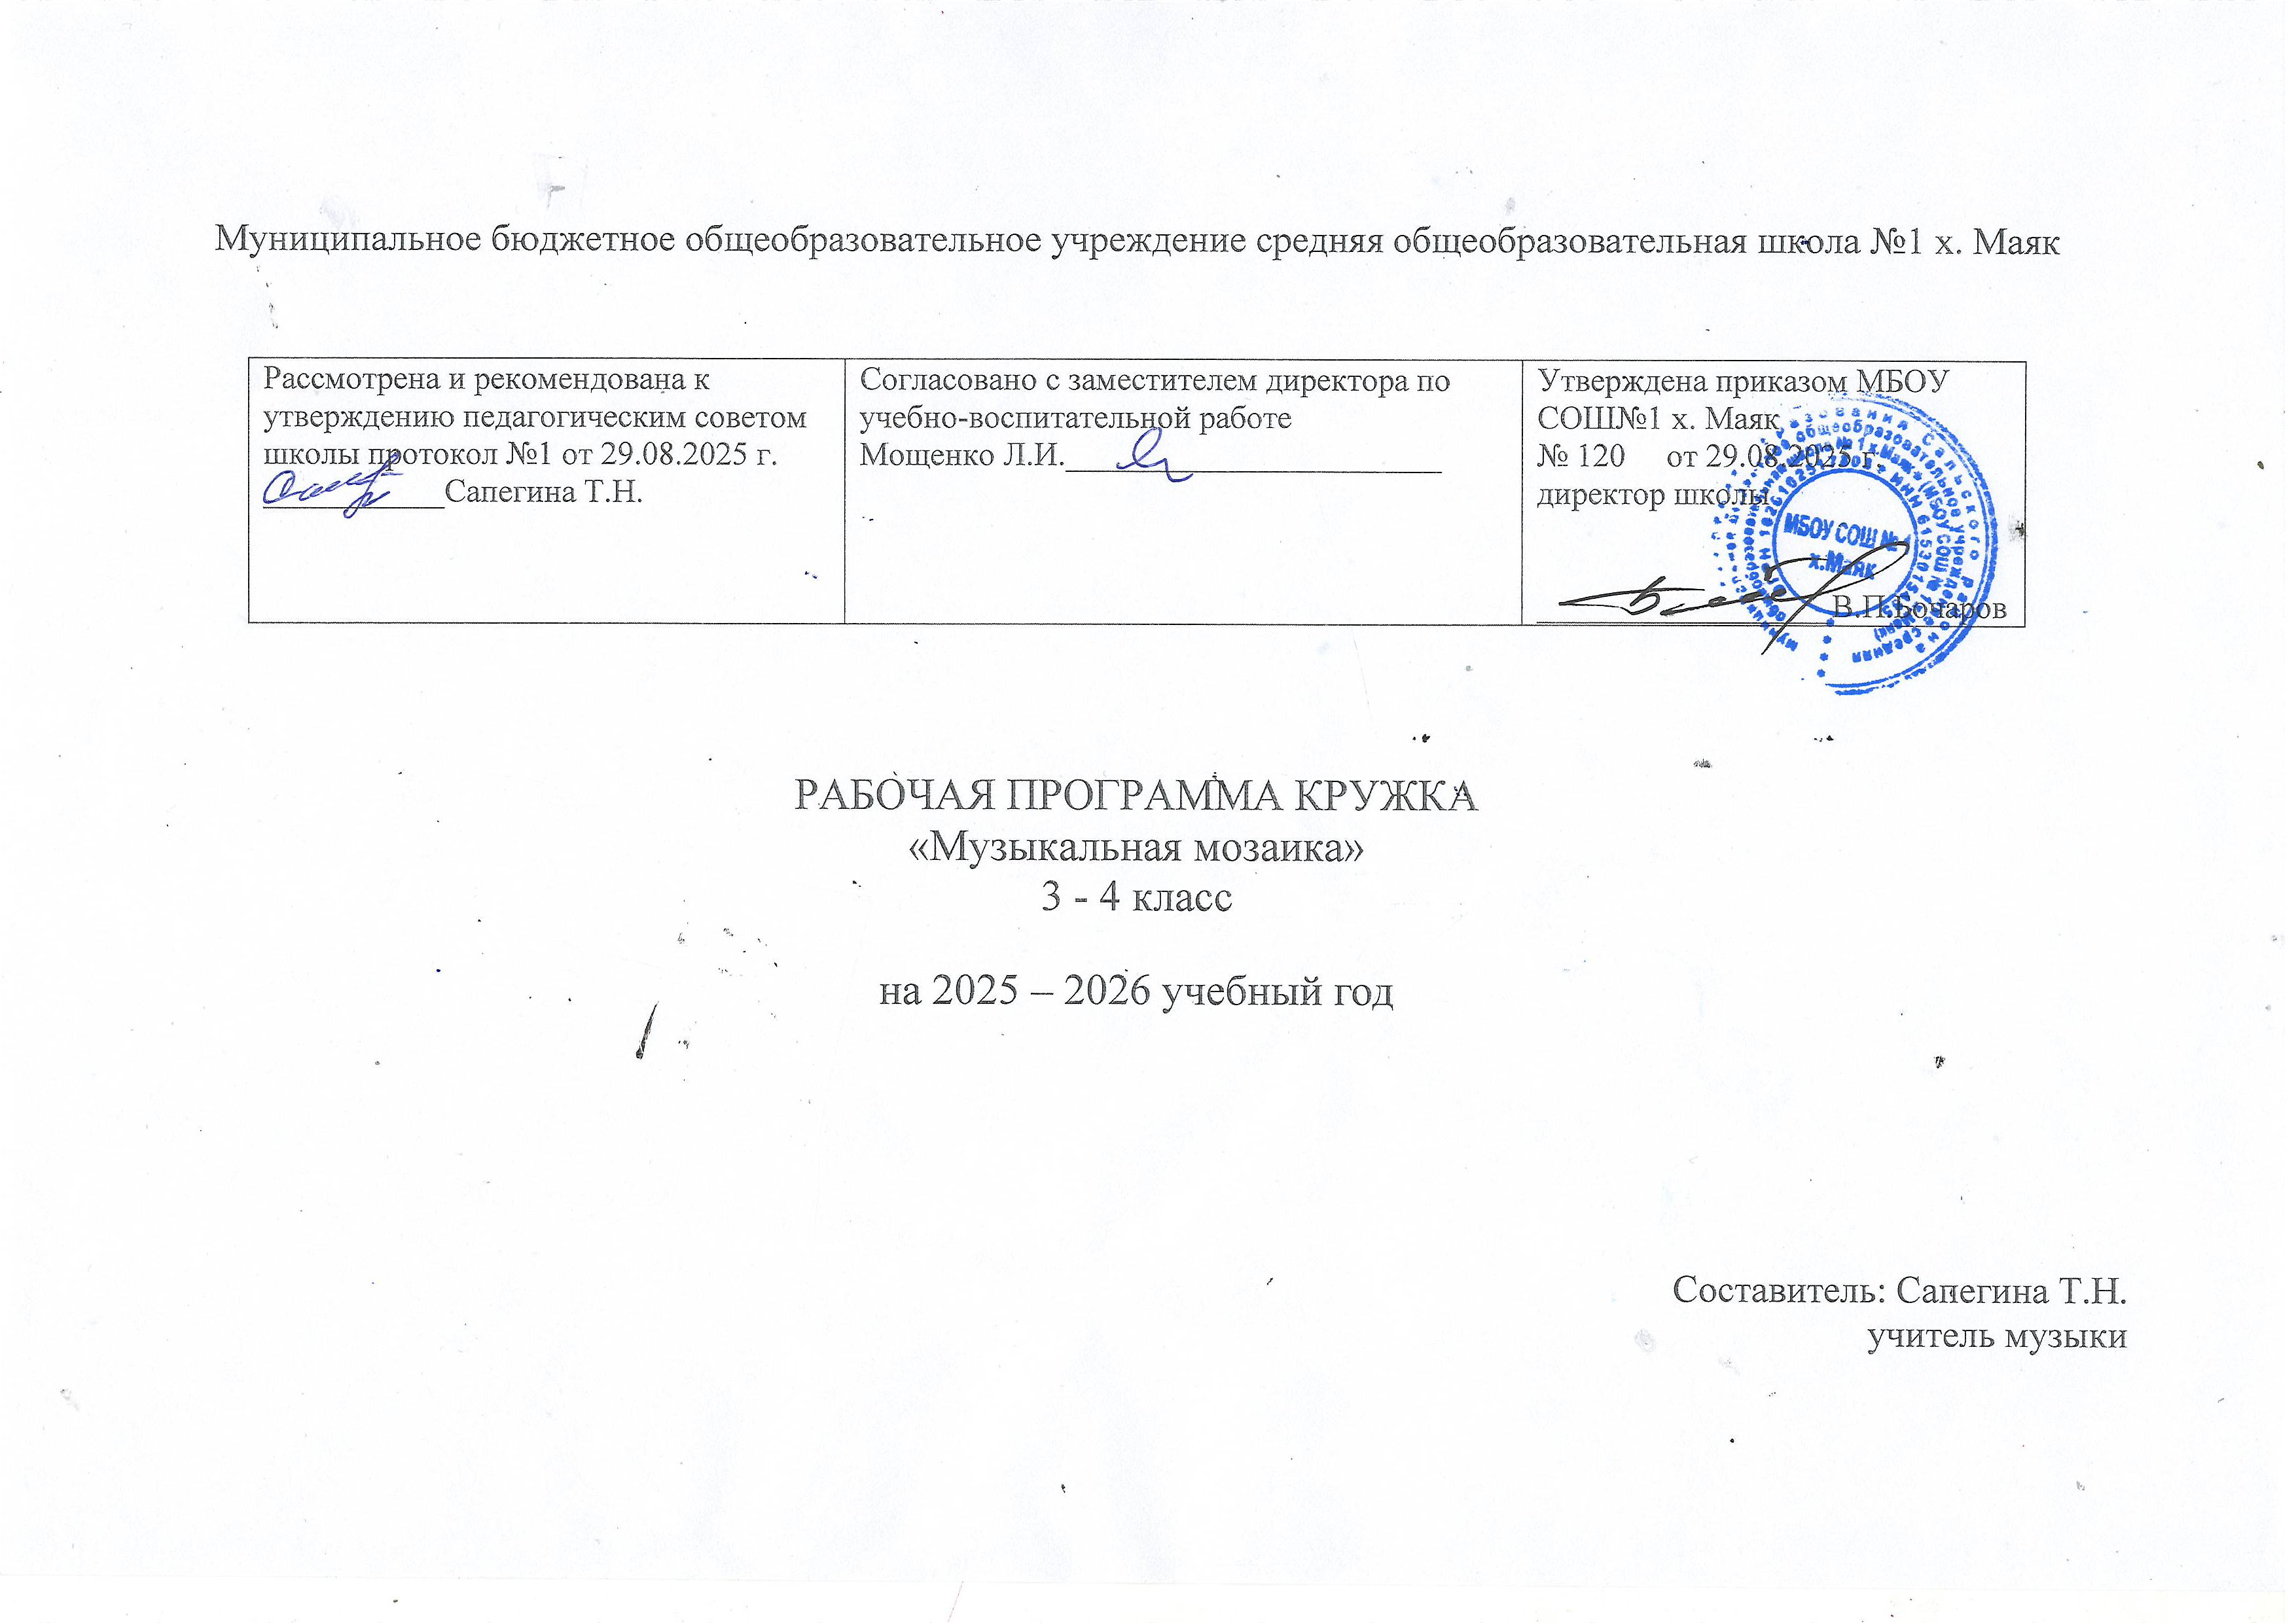 Муниципальное бюджетное общеобразовательное учреждение средняя общеобразовательная школа №1 х. Маяк
Рассмотрена и рекомендована к
утверждению педагогическим советом
школы протокол №1 от 29.08.2025 г.
Сапегина Т.Н.
Согласовано с заместителем директора по
учебно-воспитательной работе
Мощенко Л.И.
Утверждена приказом МБОУ
СОШ№1 х. Маяк
№ 120 от 29.08.2025 г.
директор школы
В.П.Бочаров
МБОУ СОШ №1
х.Маяк
РАБОЧАЯ ПРОГРАММА КРУЖКА
«Музыкальная мозаика»
3 - 4 класс
на 2025 – 2026 учебный год
Составитель: Сапегина Т.Н.
учитель музыки